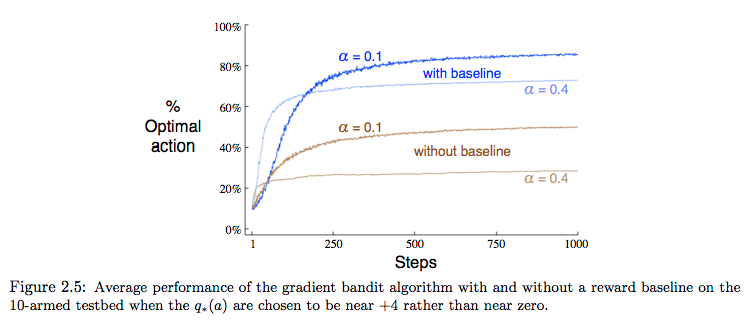 100%
α = 0.1
80%
with baseline
α = 0.4
60%
%
Optimal
action
α = 0.1
40%
without baseline
20%
α = 0.4
0%
1
250
500
750
1000
Steps
Figure 2.5: Average performance of the gradient bandit algorithm with and without a reward baseline on the
10-armed testbed when the q*(a) are chosen to be near +4 rather than near zero.